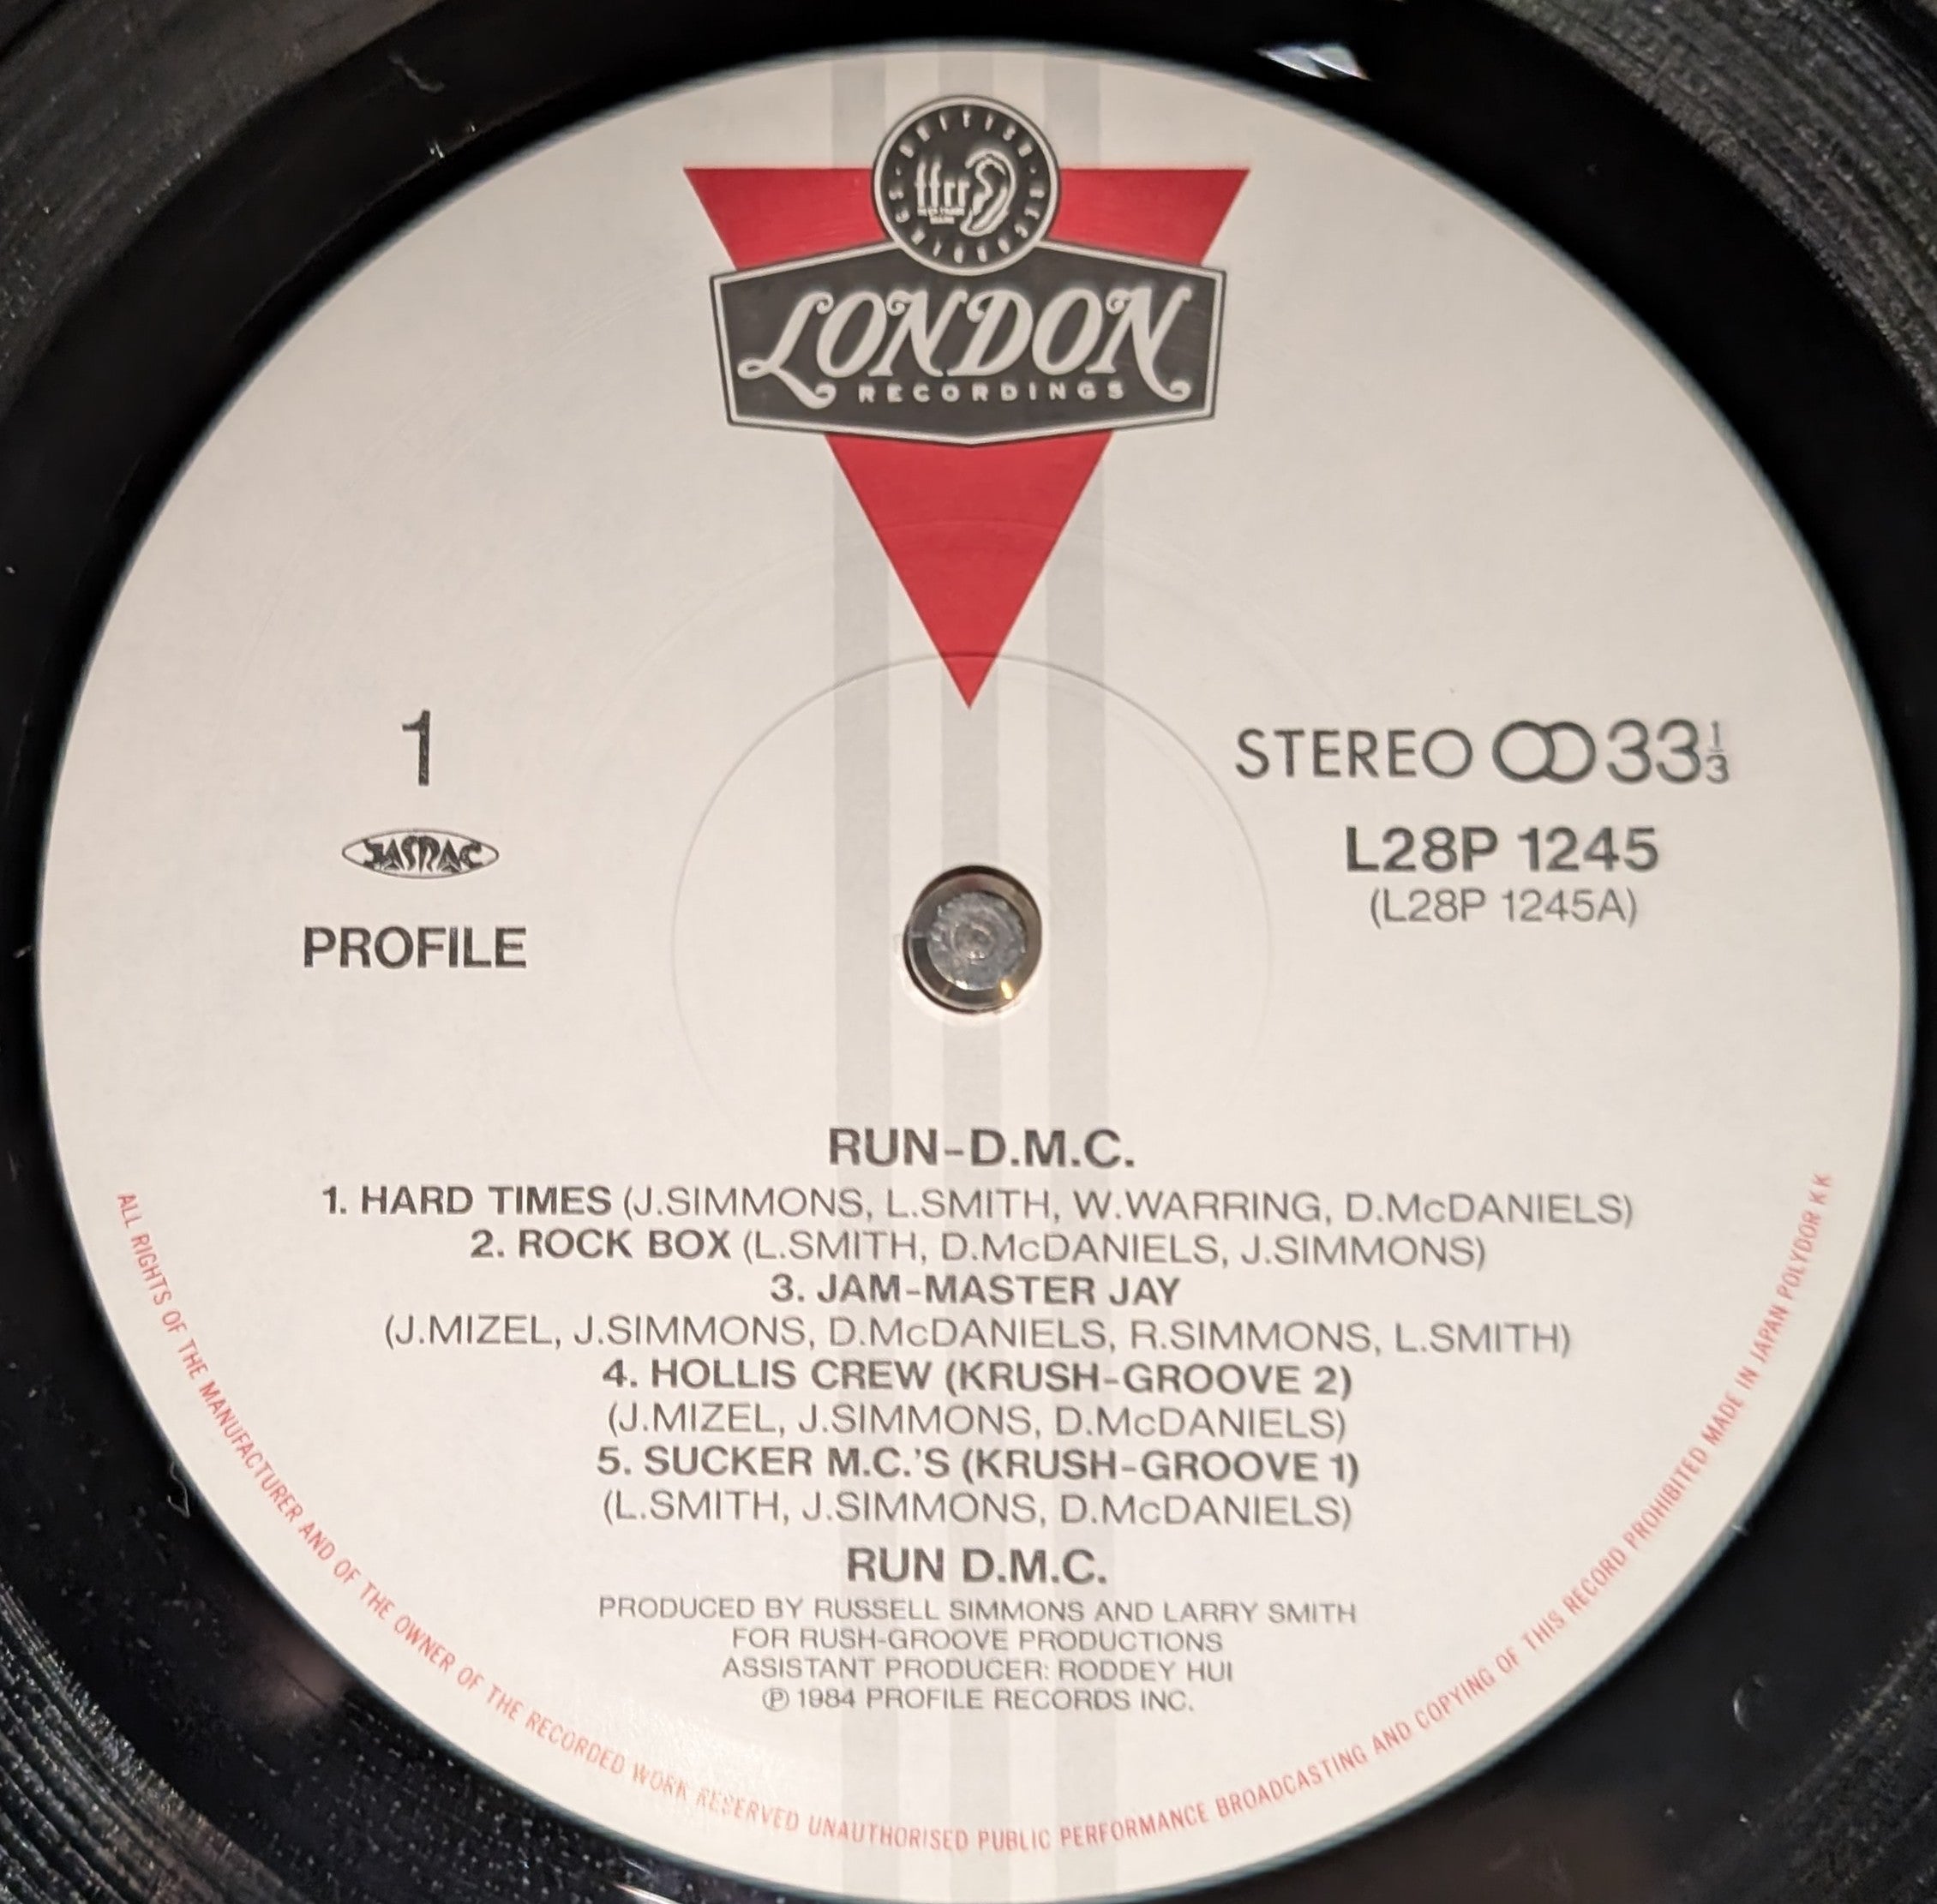 BRITISH RECORDINGS
ffrr
LONDON
RECORDINGS
1
STEREO 33 1/3
JASRAC
L28P 1245
(L28P 1245A)
PROFILE
RUN-D.M.C.
1. HARD TIMES (J.SIMMONS, L.SMITH, W.WARRING, D.McDANIELS)
2. ROCK BOX (L.SMITH, D.McDANIELS, J.SIMMONS)
3. JAM-MASTER JAY
(J.MIZEL, J.SIMMONS, D.McDANIELS, R.SIMMONS, L.SMITH)
4. HOLLIS CREW (KRUSH-GROOVE 2)
(J.MIZEL, J.SIMMONS, D.McDANIELS)
5. SUCKER M.C.'S (KRUSH-GROOVE 1)
(L.SMITH, J.SIMMONS, D.McDANIELS)
RUN D.M.C.
PRODUCED BY RUSSELL SIMMONS AND LARRY SMITH
FOR RUSH-GROOVE PRODUCTIONS
ASSISTANT PRODUCER: RODDEY HUI
℗ 1984 PROFILE RECORDS INC.
ALL RIGHTS OF THE MANUFACTURER AND OF THE OWNER OF THE RECORDED WORK RESERVED UNAUTHORISED PUBLIC PERFORMANCE BROADCASTING AND COPYING OF THIS RECORD PROHIBITED MADE IN JAPAN POLYDOR K K